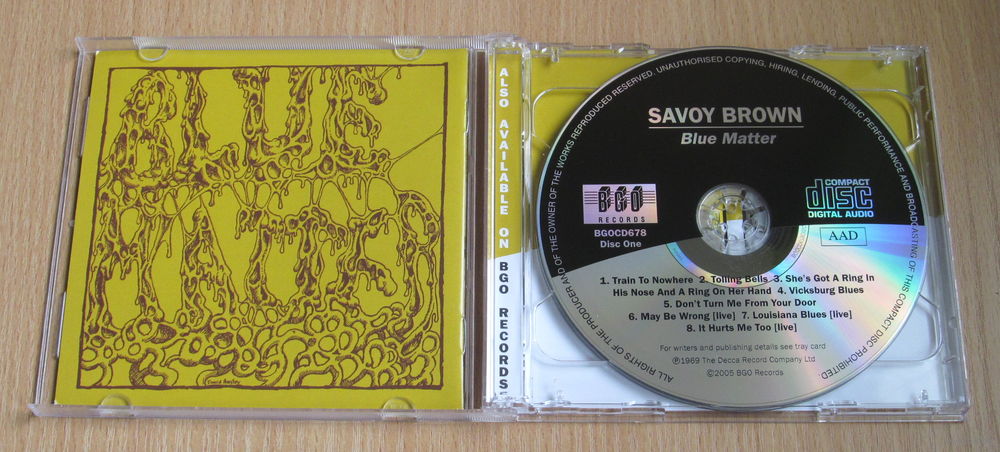 BLUE
MATTER
David Anstey
ALSO AVAILABLE ON BGO RECORDS
ALL RIGHTS OF THE PRODUCER AND OF THE OWNER OF THE WORKS REPRODUCED RESERVED. UNAUTHORISED COPYING, HIRING, LENDING, PUBLIC PERFORMANCE AND BROADCASTING OF THIS COMPACT DISC PROHIBITED
SAVOY BROWN
Blue Matter
BGO
RECORDS
BGOCD678
Disc One
COMPACT
disc
DIGITAL AUDIO
AAD
1. Train To Nowhere 2. Tolling Bells 3. She's Got A Ring In
His Nose And A Ring On Her Hand 4. Vicksburg Blues
5. Don't Turn Me From Your Door
6. May Be Wrong [live] 7. Louisiana Blues [live]
8. It Hurts Me Too [live]
For writers and publishing details see tray card
℗1969 The Decca Record Company Ltd
©2005 BGO Records